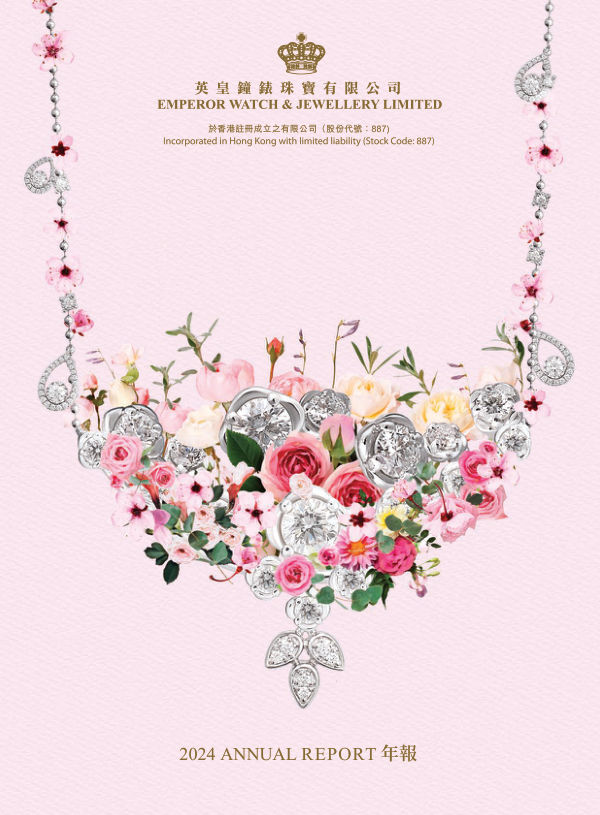 英皇鐘錶珠寶有限公司
EMPEROR WATCH & JEWELLERY LIMITED
於香港註冊成立之有限公司（股份代號：887）
Incorporated in Hong Kong with limited liability (Stock Code: 887)
2024 ANNUAL REPORT 年報